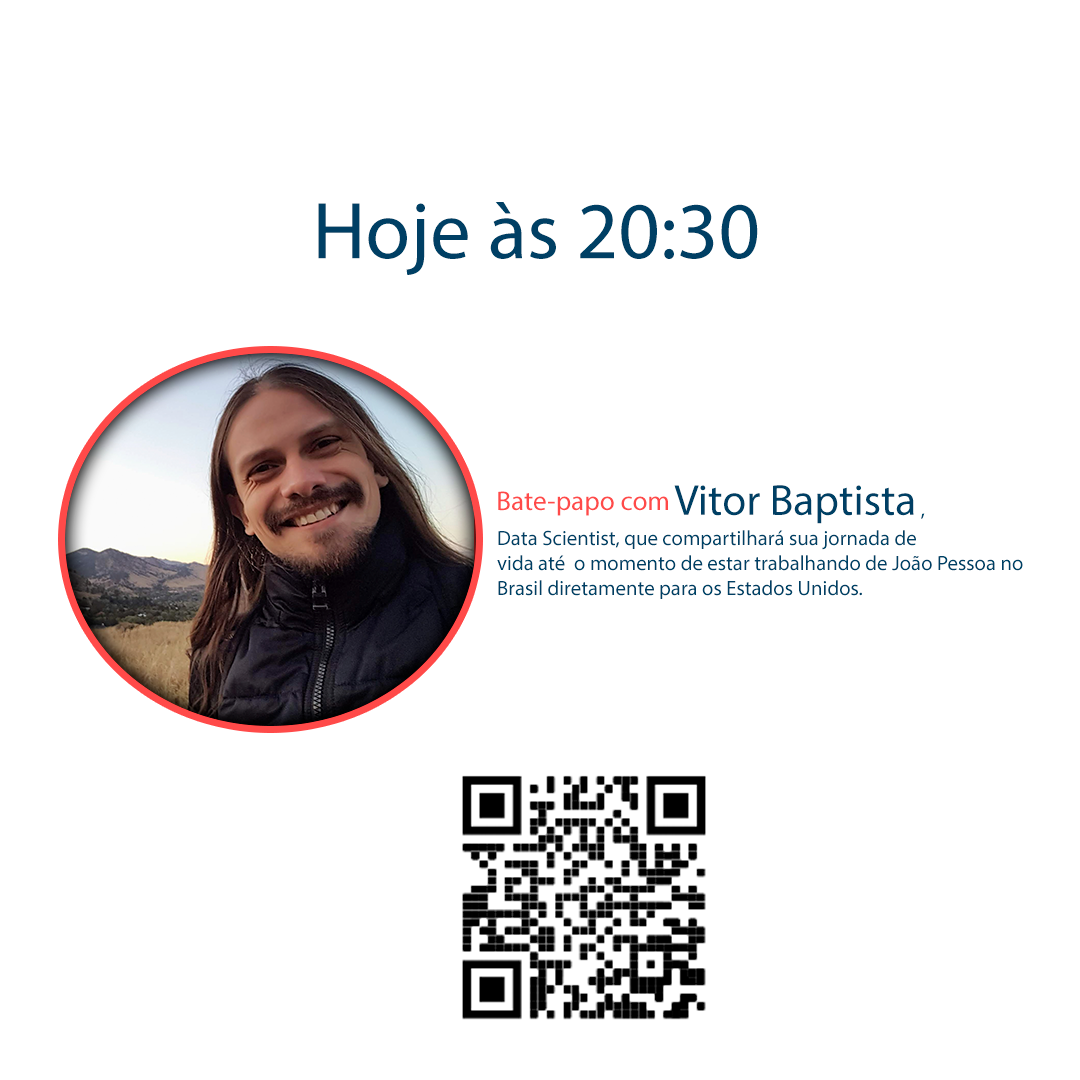 Hoje às 20:30
Bate-papo com Vitor Baptista ,
Data Scientist, que compartilhará sua jornada de
vida até o momento de estar trabalhando de João Pessoa no
Brasil diretamente para os Estados Unidos.